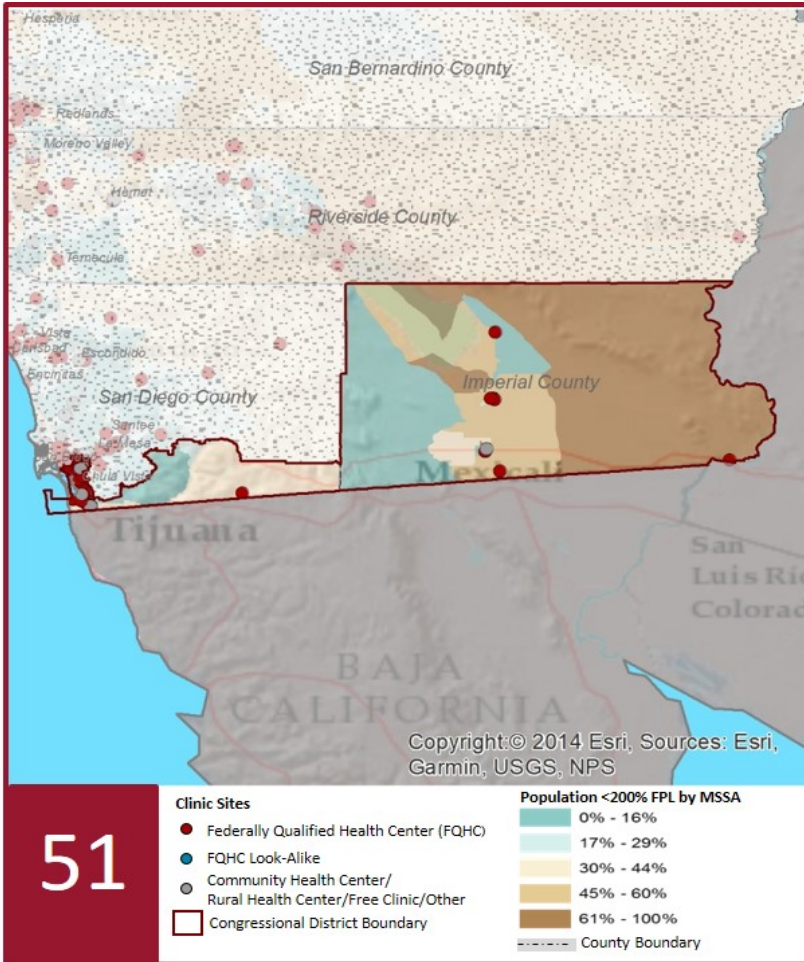 Hesperia
San Bernardino County
Redlands
Moreno Valley
Hemet
Riverside County
Temecula
Vista
Carlsbad
Escondido
Encinitas
San Diego County
Imperial County
Santee
La Mesa
Chula Vista
Mexicali
Tijuana
San
Luis Río
Colorad
BAJA
CALIFORNIA
Copyright:© 2014 Esri, Sources: Esri,
Garmin, USGS, NPS
51
Clinic Sites
Federally Qualified Health Center (FQHC)
FQHC Look-Alike
Community Health Center/
Rural Health Center/Free Clinic/Other
Congressional District Boundary
Population <200% FPL by MSSA
0% - 16%
17% - 29%
30% - 44%
45% - 60%
61% - 100%
County Boundary